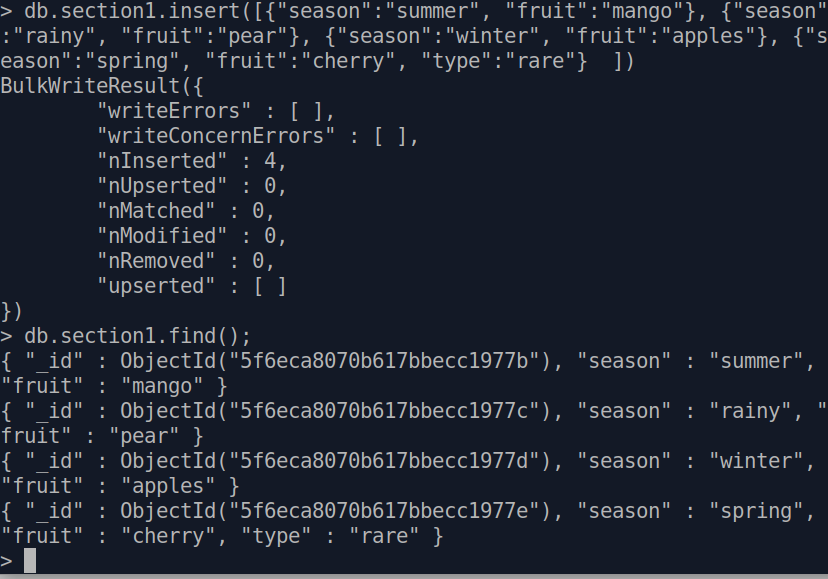 > db.section1.insert([{"season":"summer", "fruit":"mango"}, {"season"
:"rainy", "fruit":"pear"}, {"season":"winter", "fruit":"apples"}, {"s
eason":"spring", "fruit":"cherry", "type":"rare"}  ])
BulkWriteResult({
        "writeErrors" : [ ],
        "writeConcernErrors" : [ ],
        "nInserted" : 4,
        "nUpserted" : 0,
        "nMatched" : 0,
        "nModified" : 0,
        "nRemoved" : 0,
        "upserted" : [ ]
})
> db.section1.find();
{ "_id" : ObjectId("5f6eca8070b617bbecc1977b"), "season" : "summer",
"fruit" : "mango" }
{ "_id" : ObjectId("5f6eca8070b617bbecc1977c"), "season" : "rainy", "
fruit" : "pear" }
{ "_id" : ObjectId("5f6eca8070b617bbecc1977d"), "season" : "winter",
"fruit" : "apples" }
{ "_id" : ObjectId("5f6eca8070b617bbecc1977e"), "season" : "spring",
"fruit" : "cherry", "type" : "rare" }
>